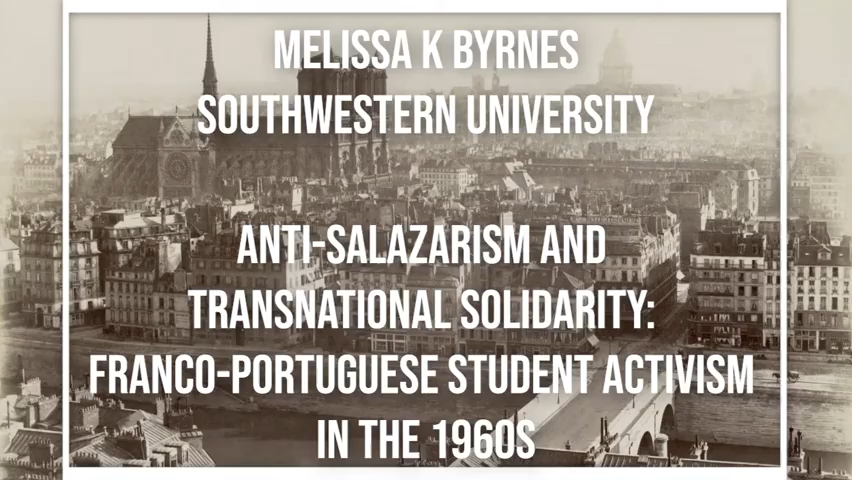 MELISSA K BYRNES
SOUTHWESTERN UNIVERSITY
ANTI-SALAZARISM AND
TRANSNATIONAL SOLIDARITY:
FRANCO-PORTUGUESE STUDENT ACTIVISM
IN THE 1960S